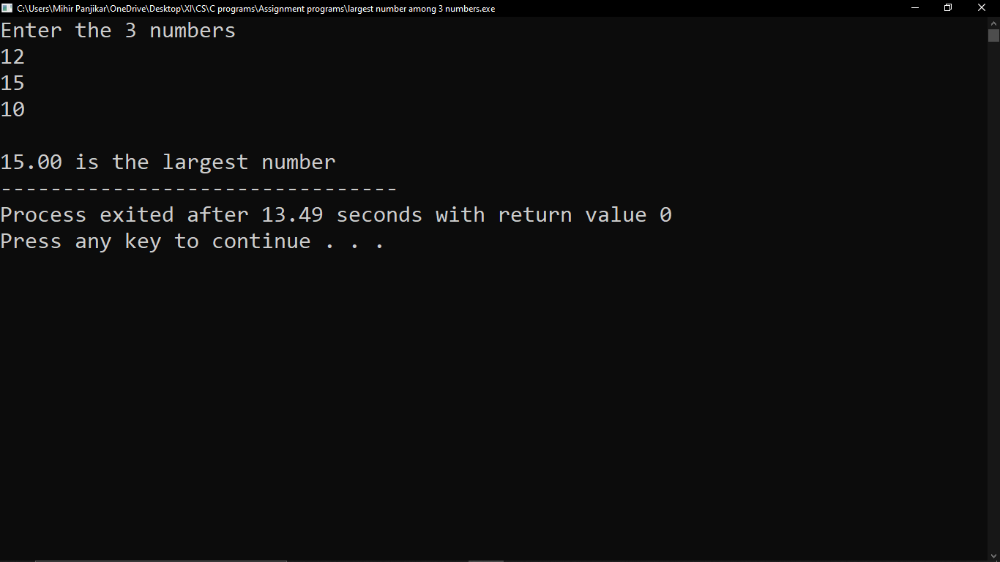 C:\Users\Mihir Panjikar\OneDrive\Desktop\XI\CS\C programs\Assignment programs\largest number among 3 numbers.exe
Enter the 3 numbers
12
15
10
15.00 is the largest number
--------------------------------
Process exited after 13.49 seconds with return value 0
Press any key to continue . . .